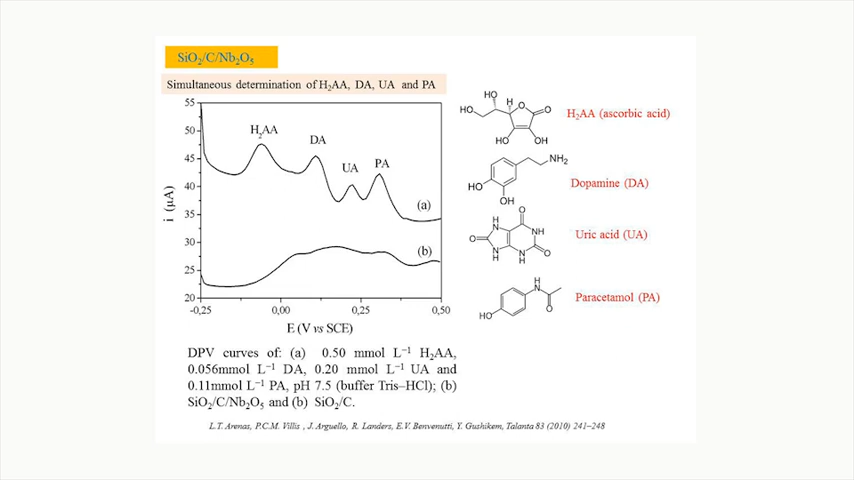 SiO2/C/Nb2O5
Simultaneous determination of H2AA, DA, UA and PA
55
50
45
40
35
30
25
20
i (µA)
H2AA
DA
UA
PA
(a)
(b)
-0,25
0,00
0,25
0,50
E (V vs SCE)
HO
HO
H
O
O
HO
OH
H2AA (ascorbic acid)
NH2
HO
OH
Dopamine (DA)
O
H
N
NH
O
N
H
N
H
O
Uric acid (UA)
H
N
O
HO
Paracetamol (PA)
DPV curves of: (a) 0.50 mmol L−1 H2AA,
0.056mmol L−1 DA, 0.20 mmol L−1 UA and
0.11mmol L−1 PA, pH 7.5 (buffer Tris–HCl); (b)
SiO2/C/Nb2O5 and (b) SiO2/C.
L.T. Arenas, P.C.M. Villis , J. Arguello, R. Landers, E.V. Benvenutti, Y. Gushikem, Talanta 83 (2010) 241–248